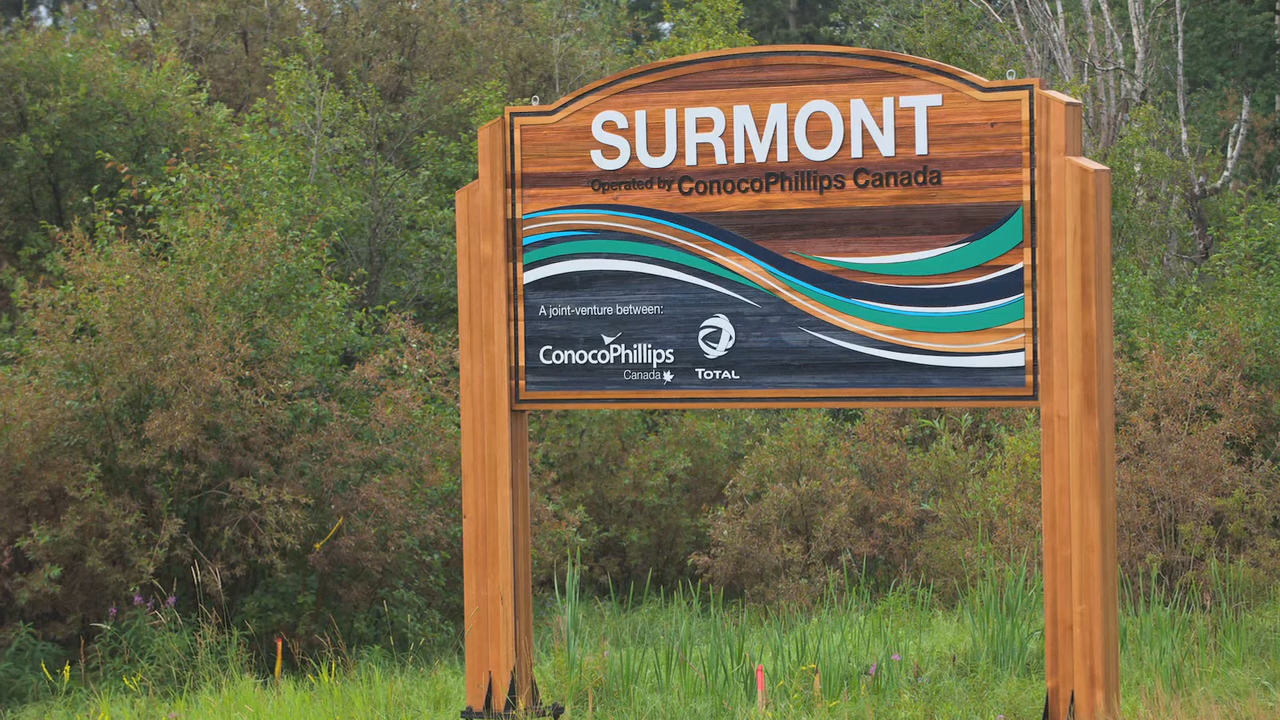 SURMONT
Operated by ConocoPhillips Canada
A joint-venture between:
ConocoPhillips
Canada
TOTAL